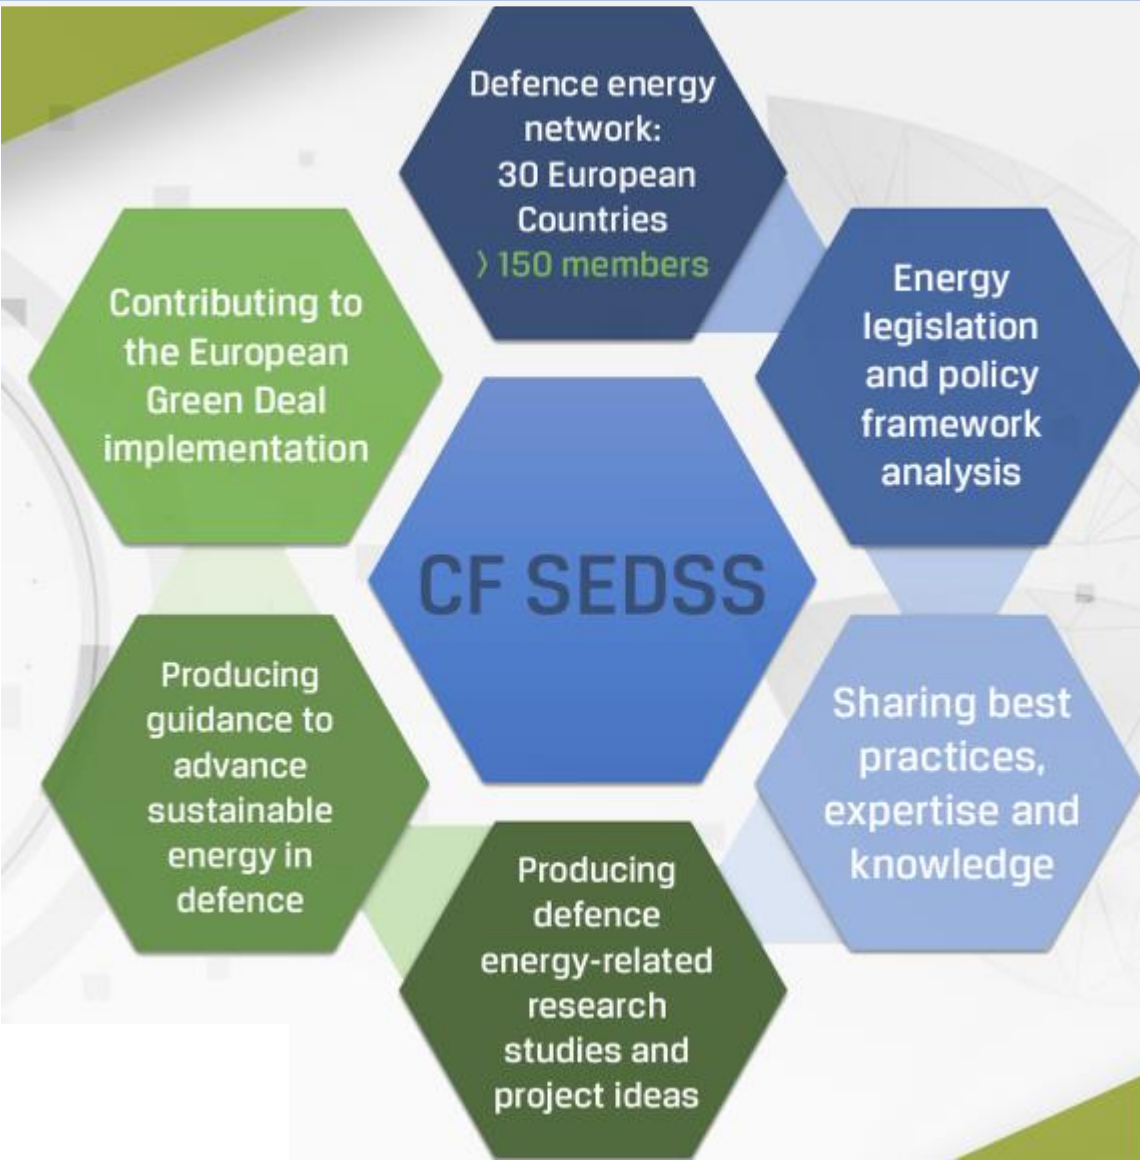 Defence energy
network:
30 European
Countries
> 150 members
Energy
legislation
and policy
framework
analysis
Sharing best
practices,
expertise and
knowledge
Producing
defence
energy-related
research
studies and
project ideas
Producing
guidance to
advance
sustainable
energy in
defence
Contributing to
the European
Green Deal
implementation
CF SEDSS